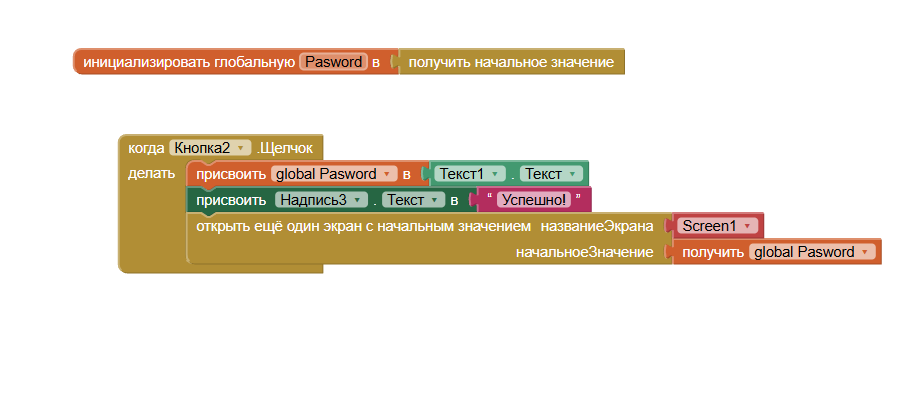 инициализировать глобальную Pasword в получить начальное значение
когда Кнопка2 .Щелчок
делать присвоить global Pasword в Текст1 . Текст
присвоить Надпись3 . Текст в “ Успешно! ”
открыть ещё один экран с начальным значением названиеЭкрана Screen1
начальноеЗначение получить global Pasword